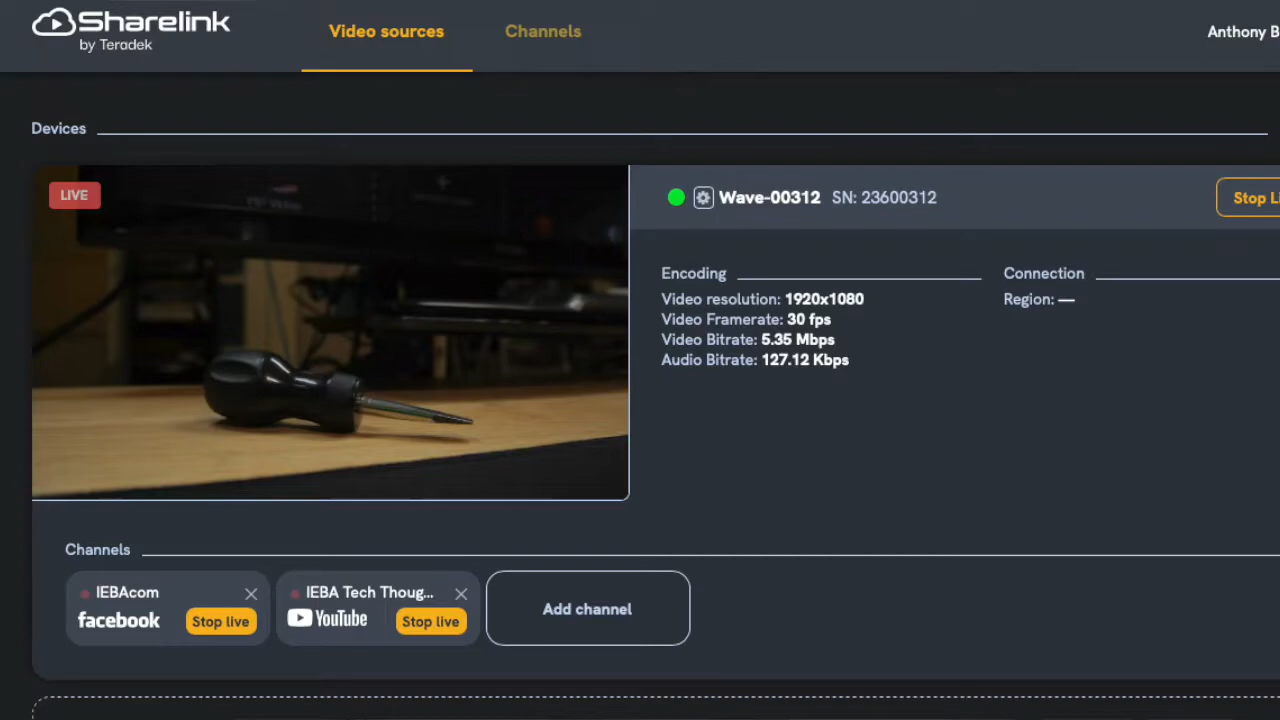 Sharelink
by Teradek
Video sources
Channels
Anthony B
Devices
LIVE
Wave-00312 SN: 23600312
Stop Li
Encoding
Video resolution: 1920x1080
Video Framerate: 30 fps
Video Bitrate: 5.35 Mbps
Audio Bitrate: 127.12 Kbps
Connection
Region: —
Channels
IEBAcom
facebook
Stop live
IEBA Tech Thoug...
YouTube
Stop live
Add channel